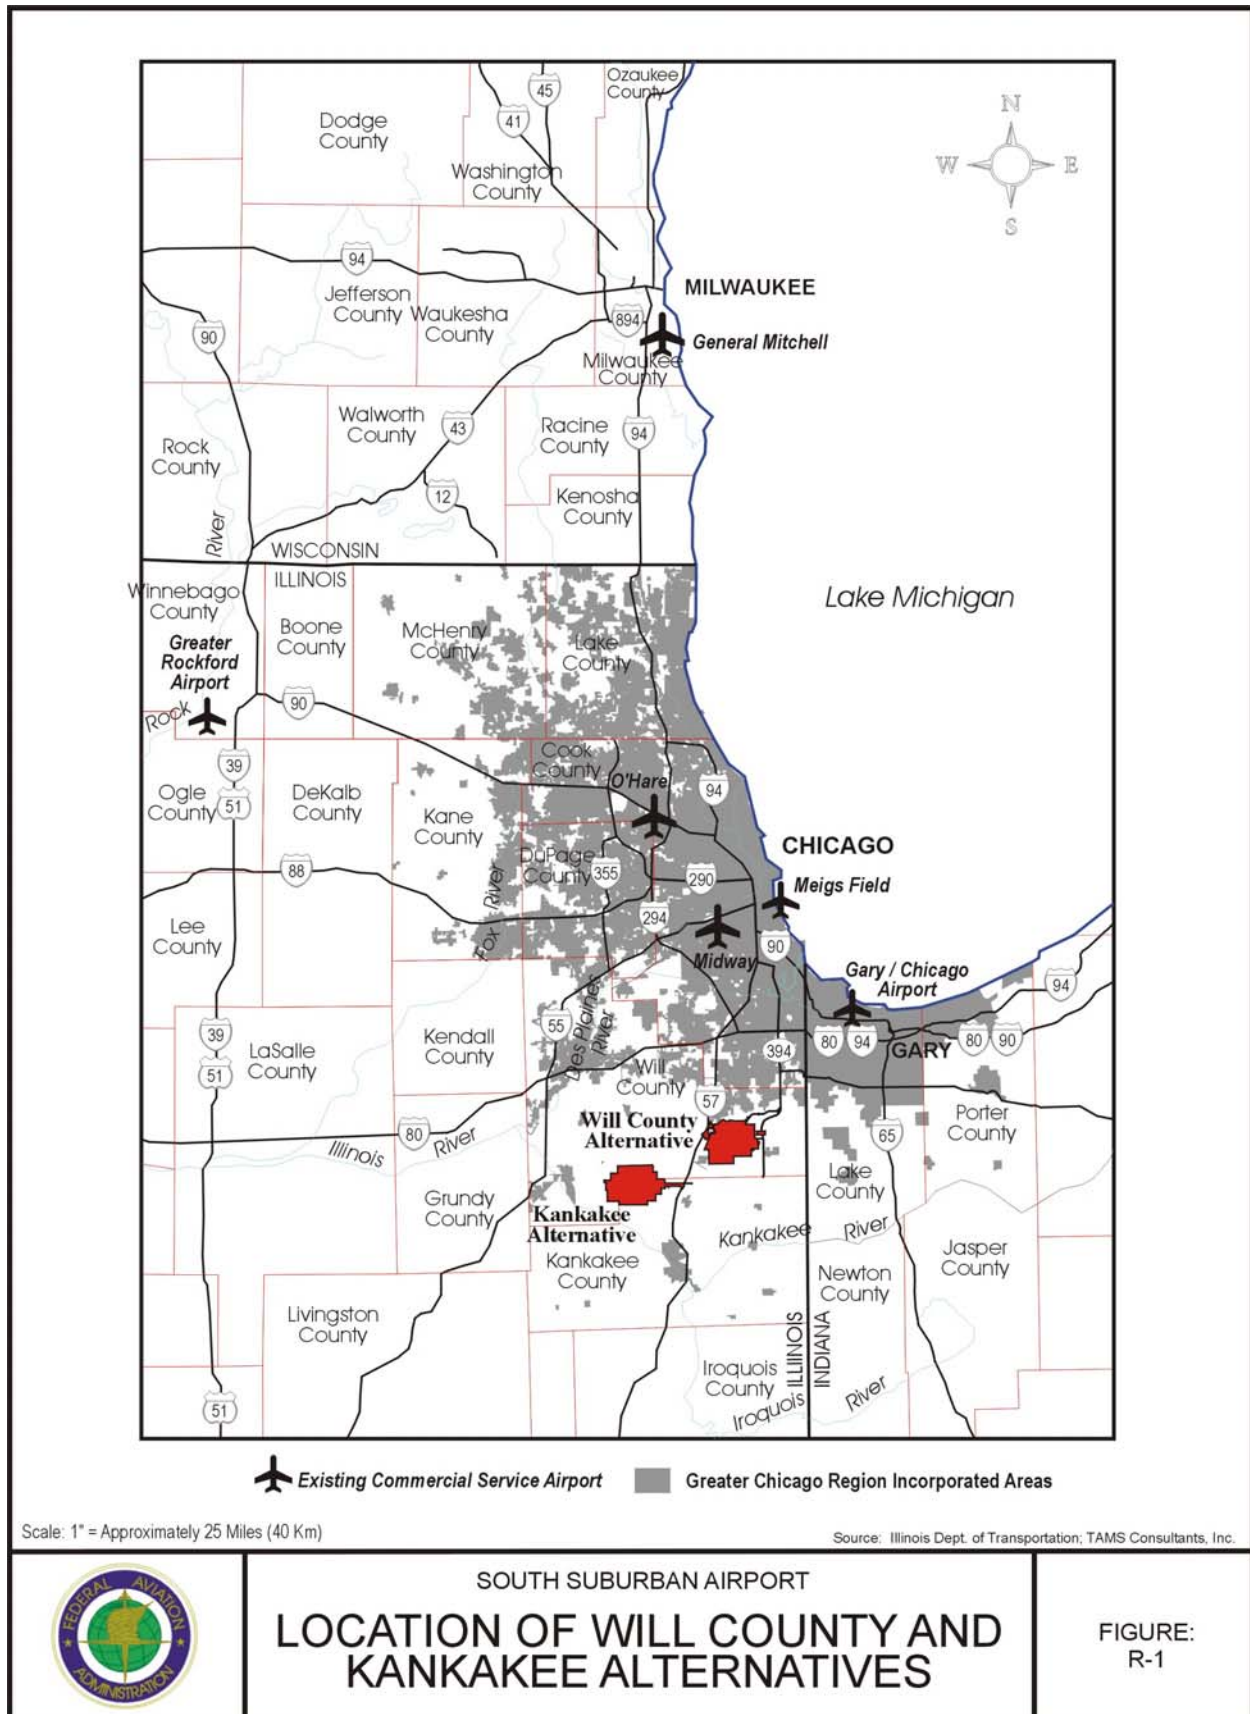 Ozaukee
County
45
41
Dodge
County
Washington
County
N
W
E
S
94
Jefferson
County
Waukesha
County
MILWAUKEE
90
894
General Mitchell
Milwaukee
County
Walworth
County
43
Racine
County
94
Rock
County
12
Kenosha
County
River
WISCONSIN
ILLINOIS
Winnebago
County
Boone
County
McHenry
County
Lake
County
Lake Michigan
Greater
Rockford
Airport
Rock
90
39
Cook
County
O'Hare
94
Ogle
County
51
DeKalb
County
Kane
County
CHICAGO
DuPage
County
355
290
Meigs Field
88
River
Fox
294
Lee
County
90
Midway
Gary / Chicago
Airport
94
39
LaSalle
County
51
Kendall
County
55
Des Plaines
River
394
80
94
GARY
80
90
Will
County
57
Porter
County
80
Illinois
River
Will County
Alternative
65
Lake
County
Grundy
County
Kankakee
Alternative
Kankakee
River
Kankakee
County
Jasper
County
Newton
County
Livingston
County
ILLIINOIS
INDIANA
Iroquois
County
Iroquois
River
51
Existing Commercial Service Airport
Greater Chicago Region Incorporated Areas
Scale: 1" = Approximately 25 Miles (40 Km)
Source: Illinois Dept. of Transportation; TAMS Consultants, Inc.
FEDERAL AVIATION
ADMINISTRATION
SOUTH SUBURBAN AIRPORT
LOCATION OF WILL COUNTY AND
KANKAKEE ALTERNATIVES
FIGURE:
R-1